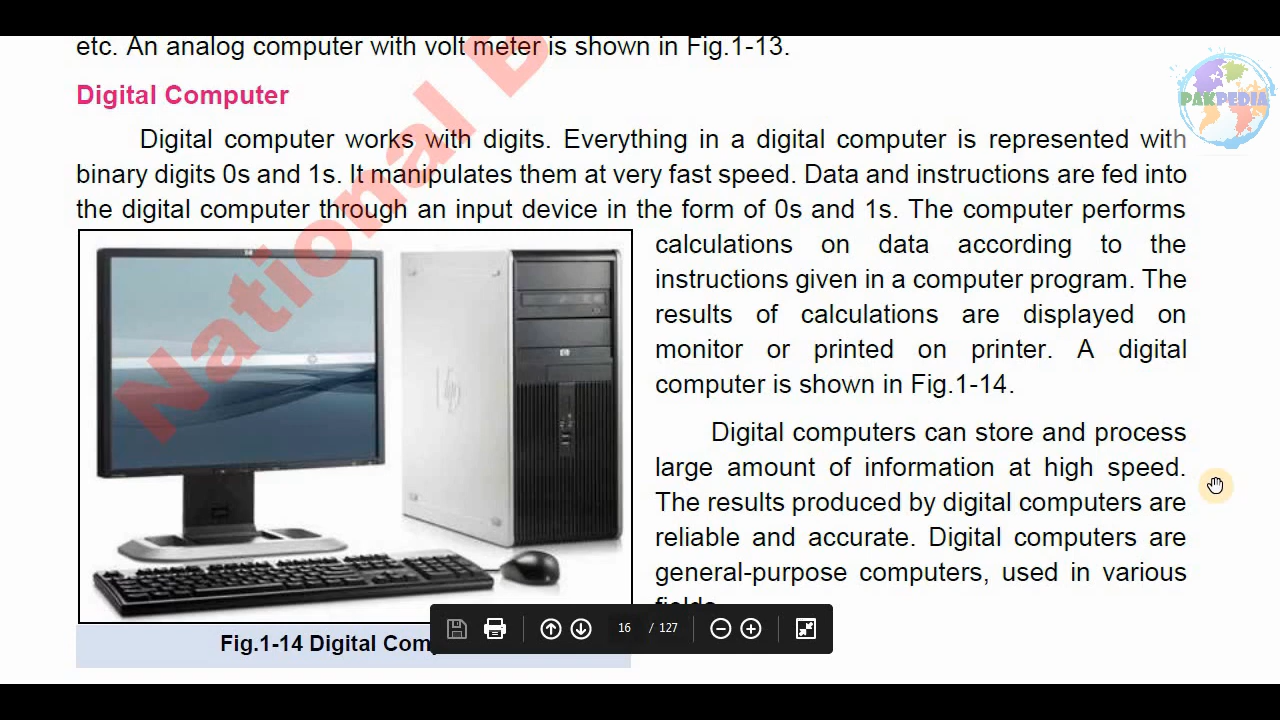 etc. An analog computer with volt meter is shown in Fig.1-13.
PAKPEDIA
Digital Computer
Digital computer works with digits. Everything in a digital computer is represented with
binary digits 0s and 1s. It manipulates them at very fast speed. Data and instructions are fed into
the digital computer through an input device in the form of 0s and 1s. The computer performs
calculations on data according to the
instructions given in a computer program. The
results of calculations are displayed on
monitor or printed on printer. A digital
computer is shown in Fig.1-14.
Digital computers can store and process
large amount of information at high speed.
The results produced by digital computers are
reliable and accurate. Digital computers are
general-purpose computers, used in various
National B
hp
Fig.1-14 Digital Com
16 / 127